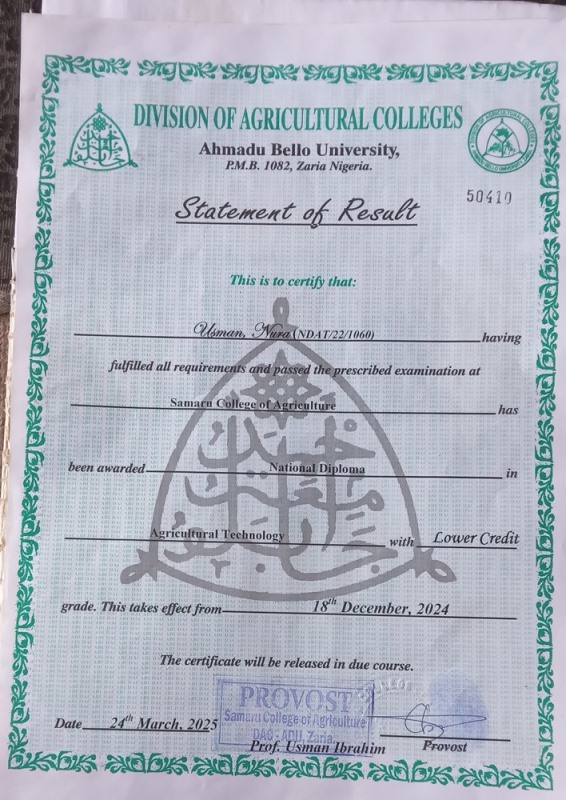 DIVISION OF AGRICULTURAL COLLEGES
Ahmadu Bello University,
P.M.B. 1082, Zaria Nigeria.
50410
Statement of Result
This is to certify that:
Usman, Nura (NDAT/22/1060) having
fulfilled all requirements and passed the prescribed examination at
Samaru College of Agriculture has
been awarded National Diploma in
Agricultural Technology with Lower Credit
grade. This takes effect from 18th December, 2024
The certificate will be released in due course.
PROVOST
Samaru College of Agriculture
DAC - ABU, Zaria.
Date 24th March, 2025
Prof. Usman Ibrahim
Provost